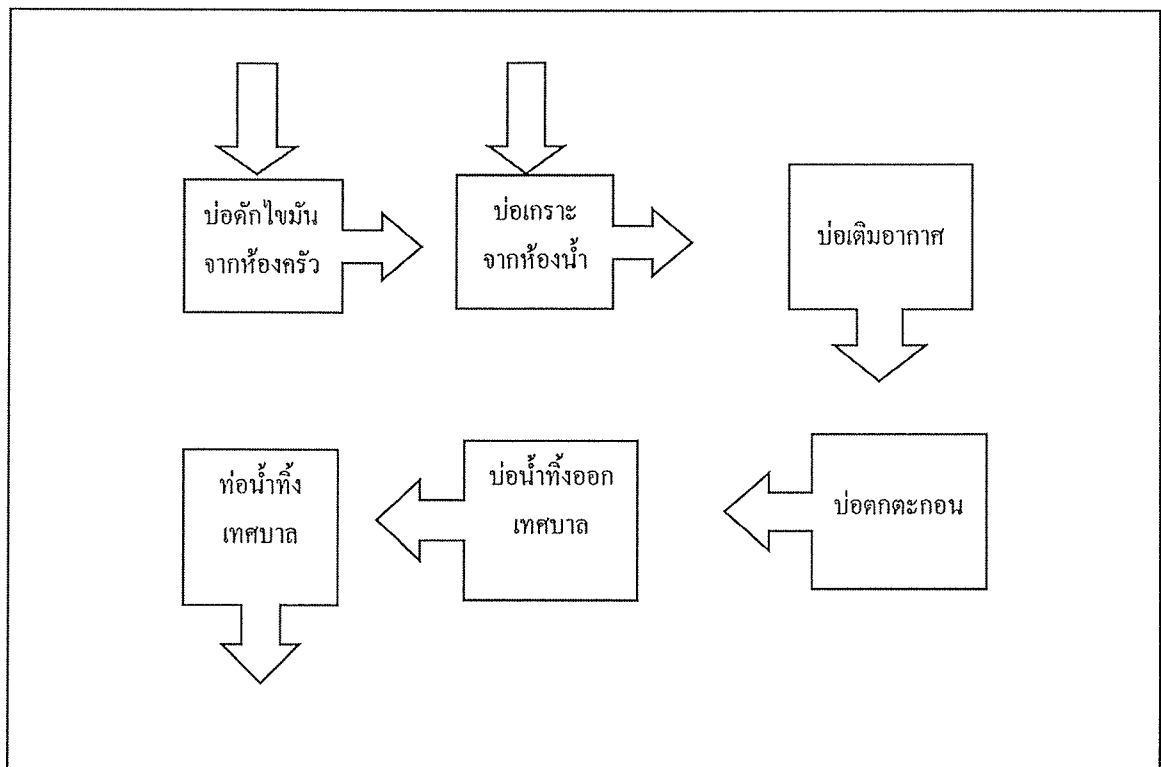 บ่อดักไขมัน
จากห้องครัว
บ่อเกราะ
จากห้องน้ำ
บ่อเติมอากาศ
บ่อตกตะกอน
บ่อน้ำทิ้งออก
เทศบาล
ท่อน้ำทิ้ง
เทศบาล